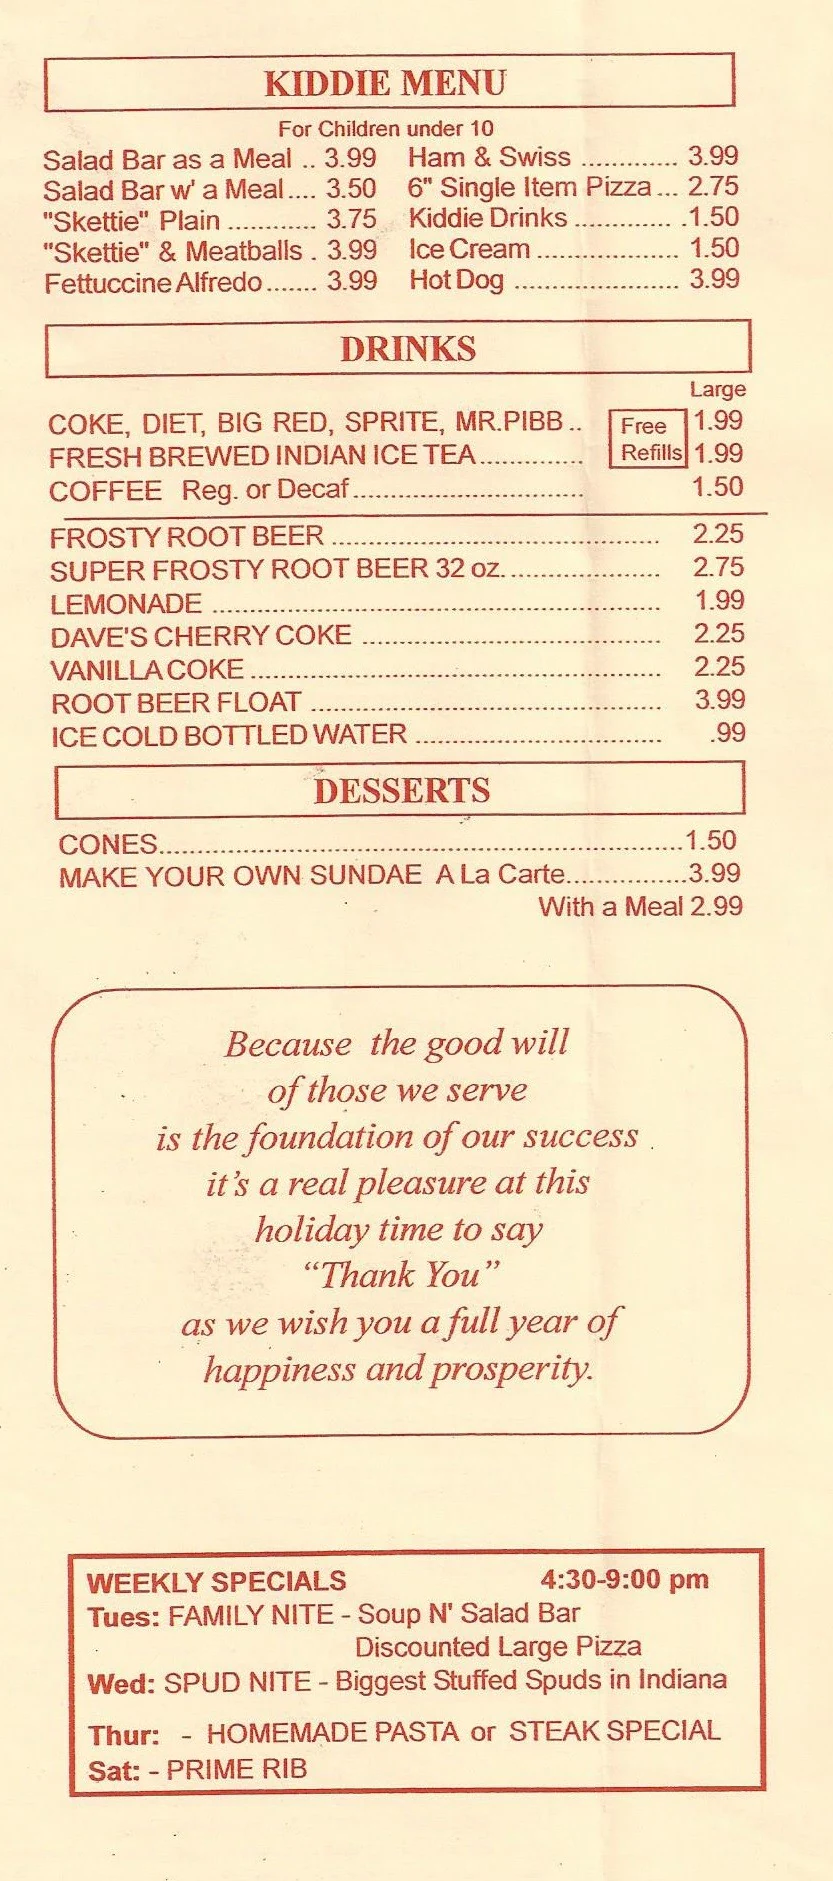 KIDDIE MENU
For Children under 10
Salad Bar as a Meal .. 3.99
Salad Bar w' a Meal .... 3.50
"Skettie" Plain ............ 3.75
"Skettie" & Meatballs . 3.99
Fettuccine Alfredo ....... 3.99
Ham & Swiss ............. 3.99
6" Single Item Pizza ... 2.75
Kiddie Drinks ............. .1.50
Ice Cream ................... 1.50
Hot Dog ...................... 3.99
DRINKS
Large
COKE, DIET, BIG RED, SPRITE, MR.PIBB .. Free 1.99
FRESH BREWED INDIAN ICE TEA ............. Refills 1.99
COFFEE Reg. or Decaf ............................. 1.50
FROSTY ROOT BEER ......................................... 2.25
SUPER FROSTY ROOT BEER 32 oz. ................... 2.75
LEMONADE ........................................................ 1.99
DAVE'S CHERRY COKE ..................................... 2.25
VANILLA COKE ................................................... 2.25
ROOT BEER FLOAT ............................................ 3.99
ICE COLD BOTTLED WATER ............................... .99
DESSERTS
CONES ................................................................. 1.50
MAKE YOUR OWN SUNDAE A La Carte ............... 3.99
With a Meal 2.99
Because the good will
of those we serve
is the foundation of our success
it's a real pleasure at this
holiday time to say
"Thank You"
as we wish you a full year of
happiness and prosperity.
WEEKLY SPECIALS 4:30-9:00 pm
Tues: FAMILY NITE - Soup N' Salad Bar
Discounted Large Pizza
Wed: SPUD NITE - Biggest Stuffed Spuds in Indiana
Thur: - HOMEMADE PASTA or STEAK SPECIAL
Sat: - PRIME RIB